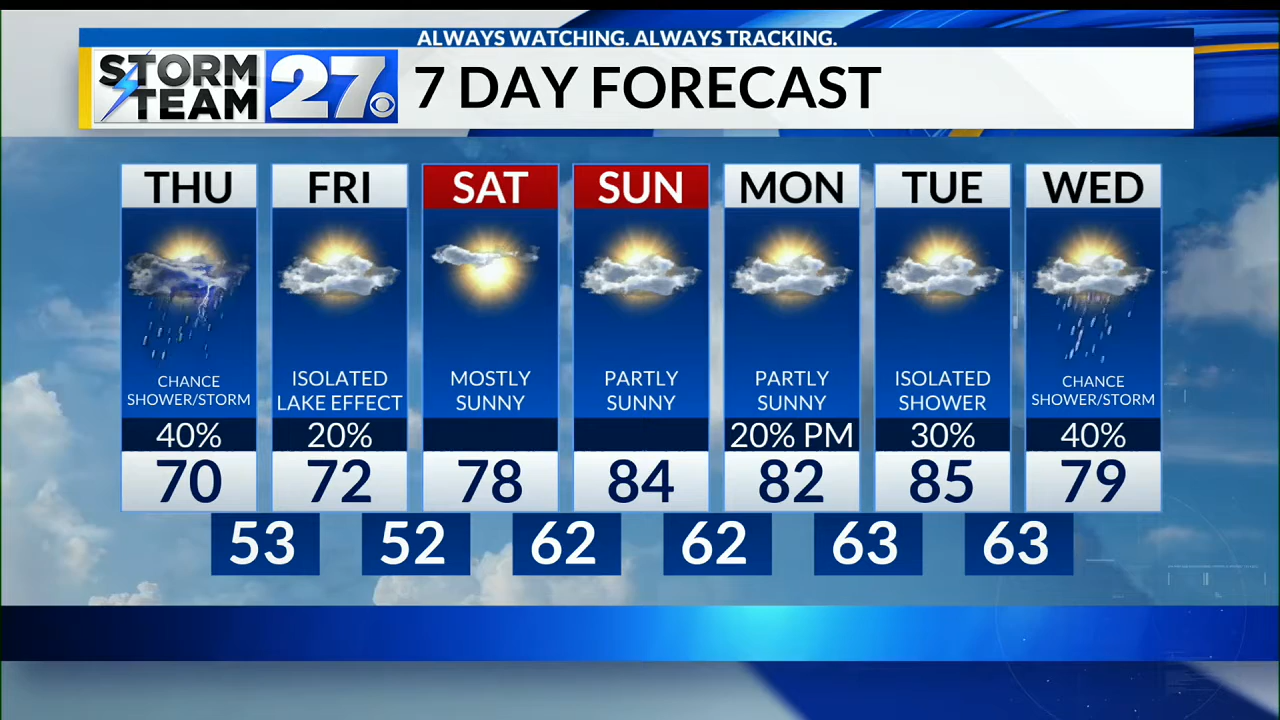 ALWAYS WATCHING. ALWAYS TRACKING.
STORM TEAM 27
7 DAY FORECAST
THU FRI SAT SUN MON TUE WED
CHANCE SHOWER/STORM
ISOLATED LAKE EFFECT
MOSTLY SUNNY
PARTLY SUNNY
PARTLY SUNNY
ISOLATED SHOWER
CHANCE SHOWER/STORM
40% 20% 20% PM 30% 40%
70 72 78 84 82 85 79
53 52 62 62 63 63